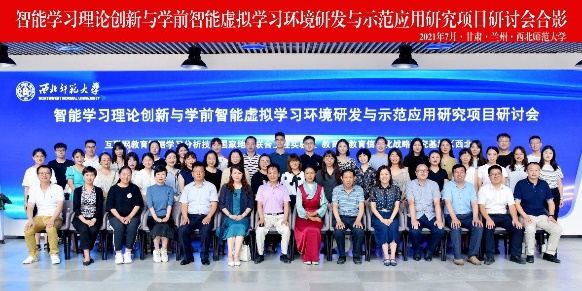 智能学习理论创新与学前智能虚拟学习环境研发与示范应用研究项目研讨会合影
2021年7月·甘肃·兰州·西北师范大学
西北师范大学
NORTHWEST NORMAL UNIVERSITY
智能学习理论创新与学前智能虚拟学习环境研发与示范应用研究项目研讨会